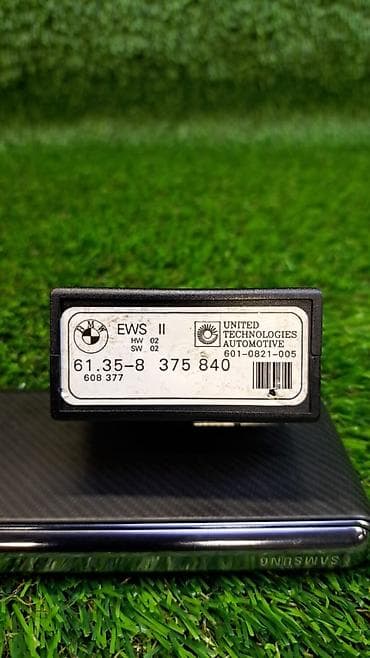 BMW
EWS II
HW 02
SW 02
UNITED
TECHNOLOGIES
AUTOMOTIVE
601-0821-005
61.35-8 375 840
608 377
SAMSUNG